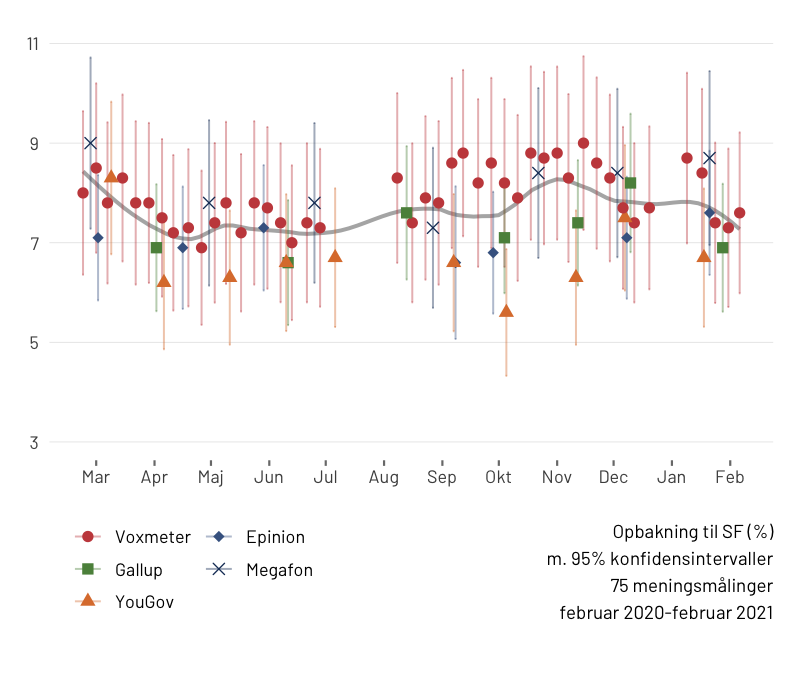 11
9
7
5
3
Mar Apr Maj Jun Jul Aug Sep Okt Nov Dec Jan Feb
Voxmeter Epinion
Gallup Megafon
YouGov
Opbakning til SF (%)
m. 95% konfidensintervaller
75 meningsmålinger
februar 2020-februar 2021